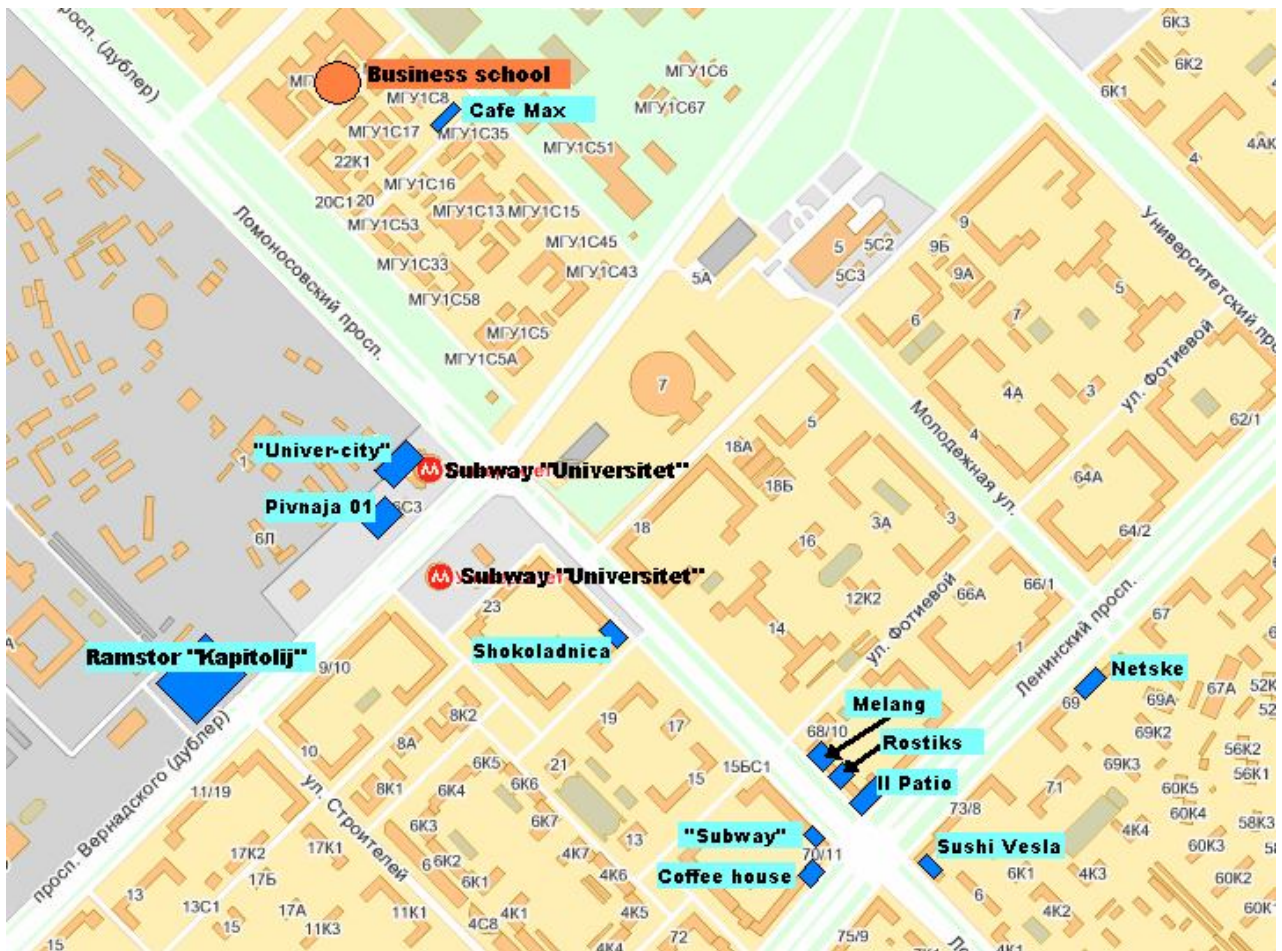 просп. (дублер)
6К3
6К2
6К1
4АК
4
Business school
МГУ1С6
МГУ1С8
МГУ1С67
Cafe Max
МГУ1С17
МГУ1С35
МГУ1С51
22К1
МГУ1С16
20С1 20
МГУ1С13
МГУ1С15
МГУ1С53
МГУ1С45
МГУ1С33
МГУ1С43
МГУ1С58
МГУ1С5
МГУ1С5А
Ломоносовский просп.
Университетский
9
9Б
5
5С2
9А
5С3
5А
5
6
7
7
4А
3
ул. Фотиевой
62/1
5
4
Молодежная ул.
18А
64А
18Б
"Univer-city"
1
Subway "Universitet"
Pivnaja 01
6С3
6Л
18
3А
3
64/2
16
Subway "Universitet"
12К2
66А
66/1
23
67
14
ул. Фотиевой
1
Ленинский просп.
Shokoladnica
Ramstor "Kapitolij"
9/10
Netske
69
67А
69А
52К
52
Melang
8К2
19
17
68/10
Rostiks
69К2
56К2
10
8А
6К5
21
15БС1
69К3
56К1
11/19
8К1
6К4
6К6
15
Il Patio
73/8
71
60К5
просп. Вернадского (дублер)
ул. Строителей
6К3
6К7
13
"Subway"
4К4
60К4
58К3
17К2
17К1
6
6К2
4К7
70/11
Sushi Vesla
60К3
17Б
6К1
4К6
Coffee house
6К1
4К3
60К2
13
13С1
17А
11К1
4К1
4К5
6
4К2
60К1
15
15
11К3
4С8
4К4
72
75/9
4К1